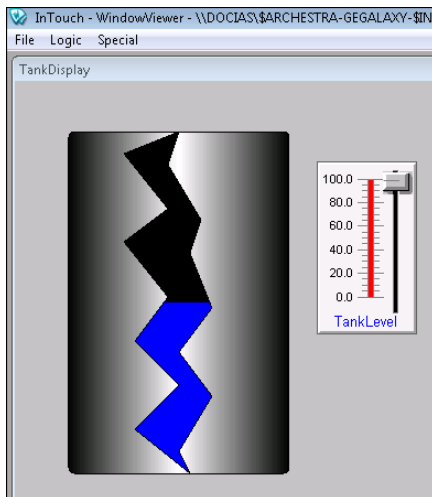 InTouch - WindowViewer - \\DOCIAS\$ARCHESTRA-GEGALAXY-$IN
File Logic Special
TankDisplay
100.0
80.0
60.0
40.0
20.0
0.0
TankLevel